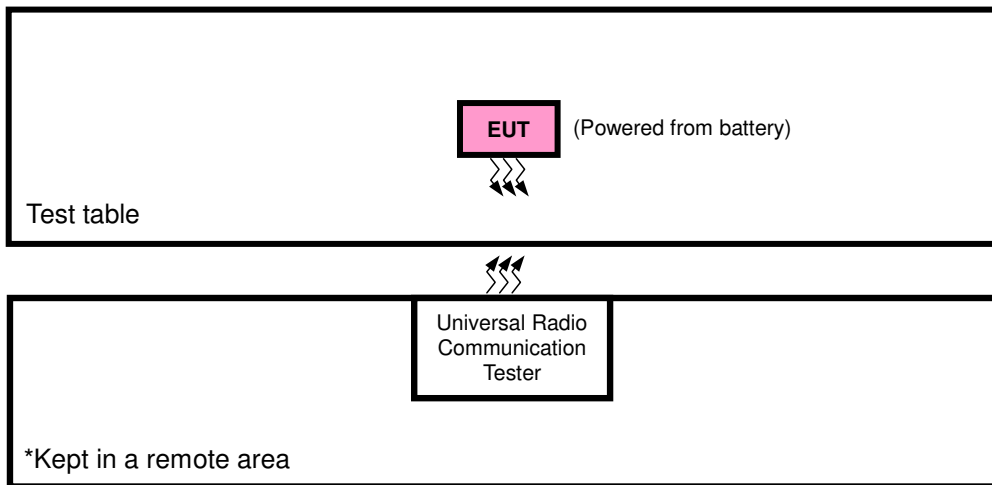 EUT
(Powered from battery)
Test table
Universal Radio
Communication
Tester
*Kept in a remote area